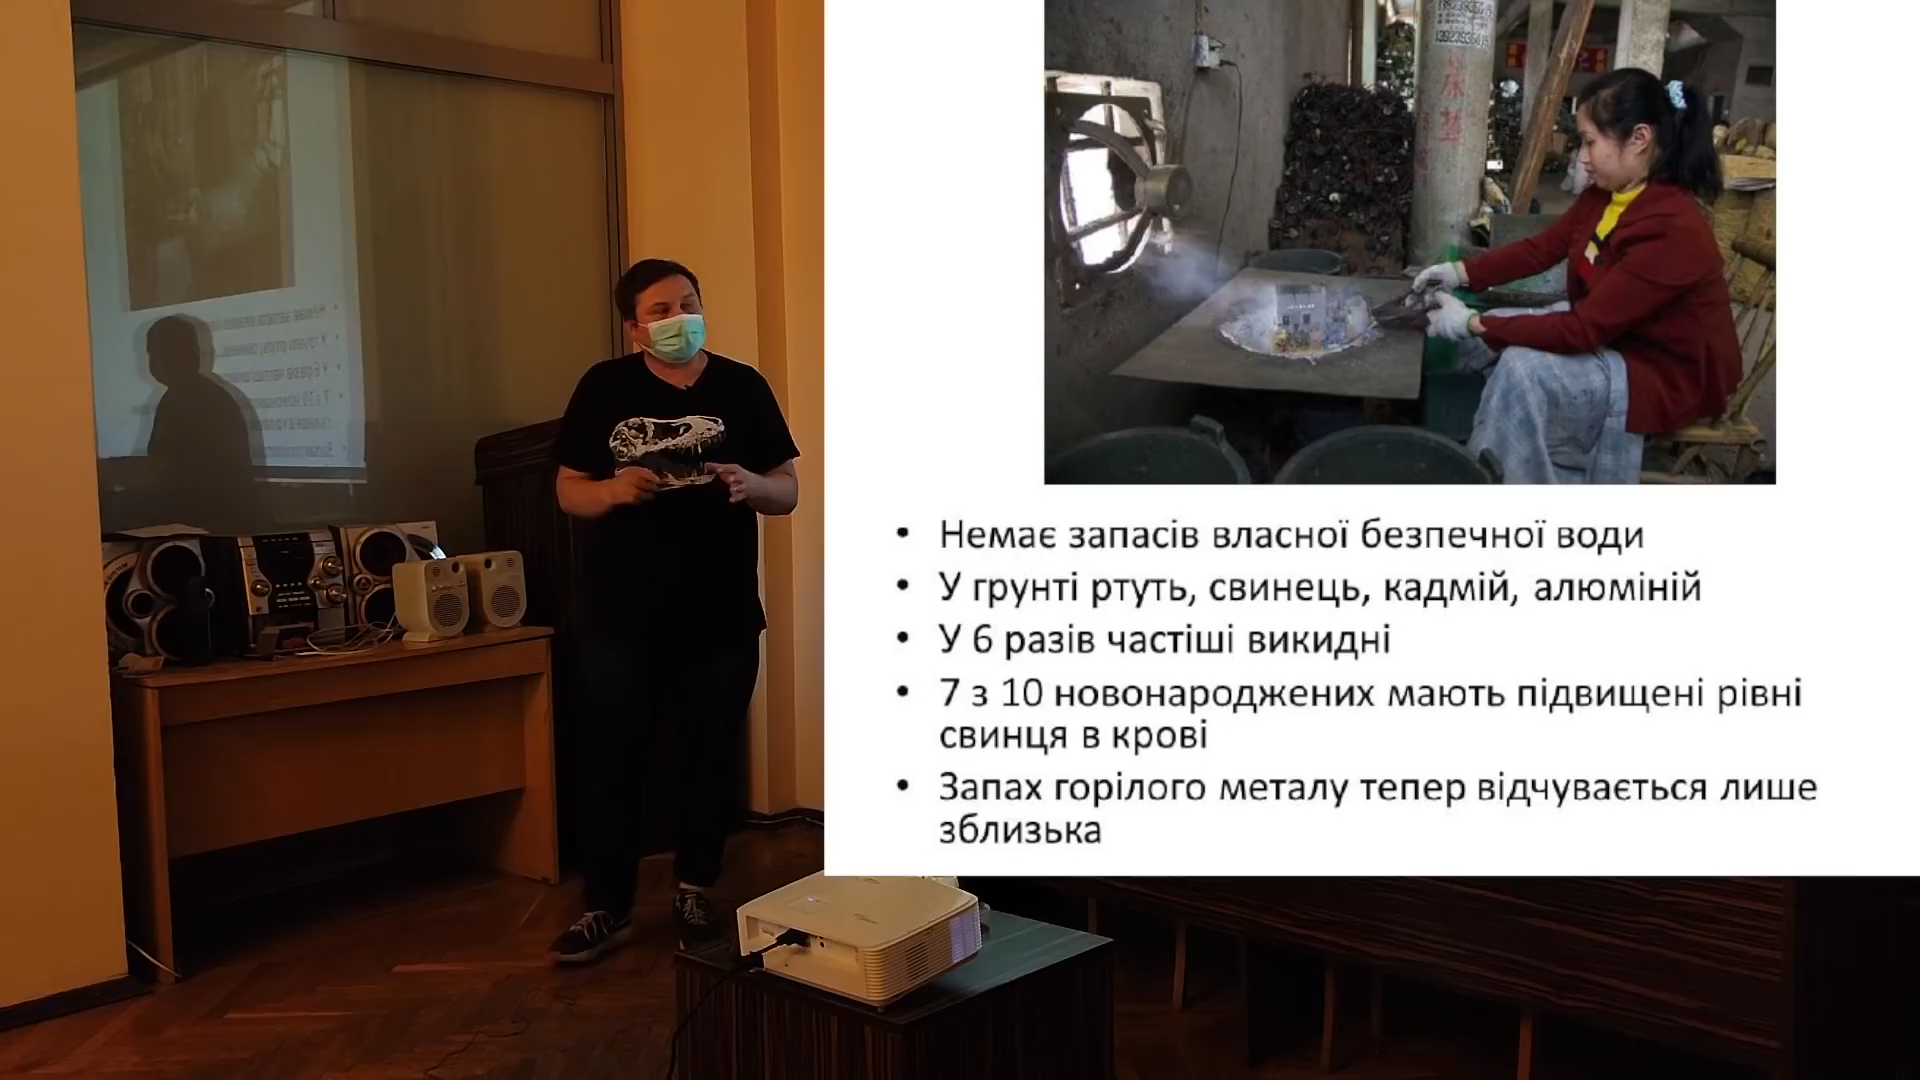 • Немає запасів власної безпечної води
• У грунті ртуть, свинець, кадмій, алюміній
• У 6 разів частіші викидні
• 7 з 10 новонароджених мають підвищені рівні
свинця в крові
• Запах горілого металу тепер відчувається лише
зблизька